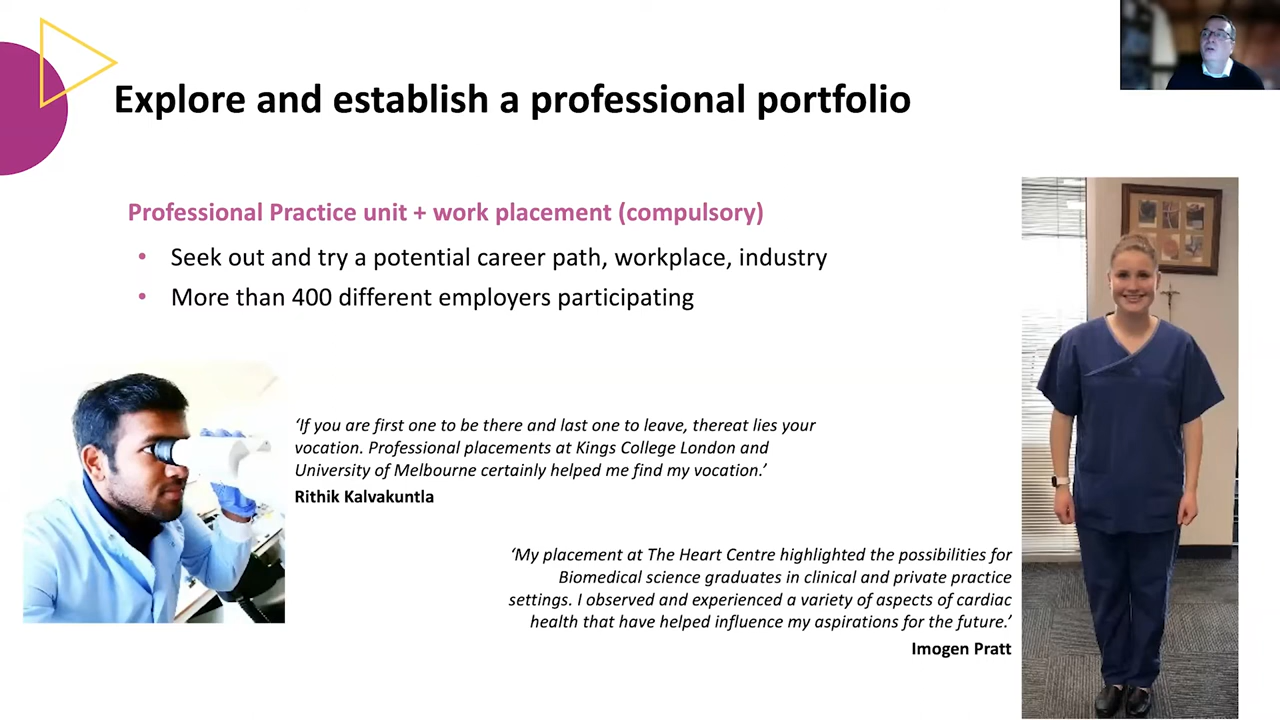 Explore and establish a professional portfolio
Professional Practice unit + work placement (compulsory)
• Seek out and try a potential career path, workplace, industry
• More than 400 different employers participating
‘If you are first one to be there and last one to leave, thereat lies your
vocation. Professional placements at Kings College London and
University of Melbourne certainly helped me find my vocation.’
Rithik Kalvakuntla
‘My placement at The Heart Centre highlighted the possibilities for
Biomedical science graduates in clinical and private practice
settings. I observed and experienced a variety of aspects of cardiac
health that have helped influence my aspirations for the future.’
Imogen Pratt